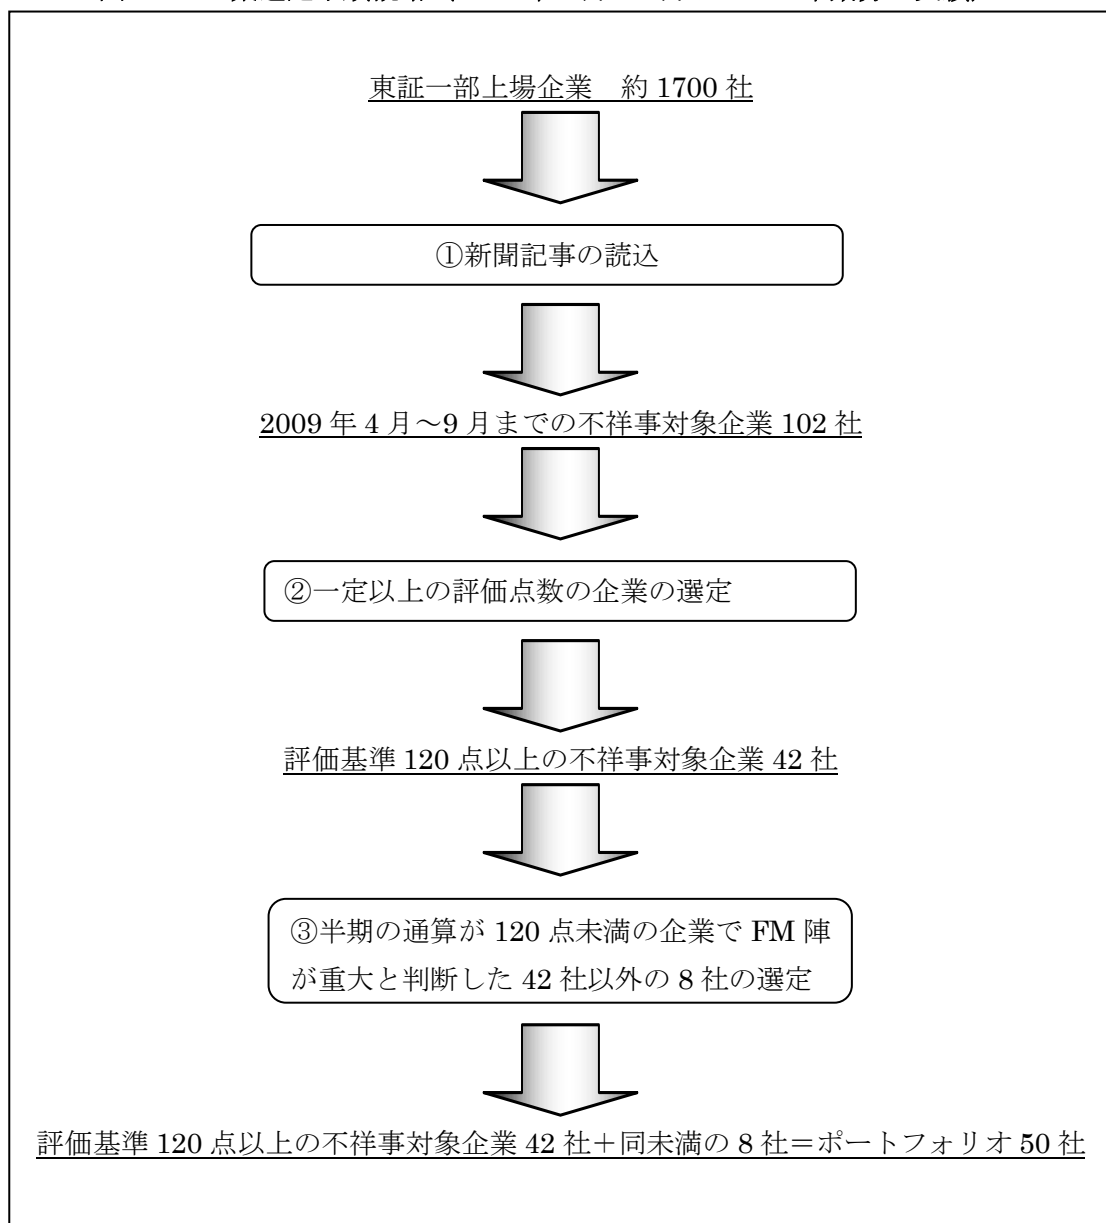 東証一部上場企業　約 1700 社
①新聞記事の読込
2009 年 4 月～9 月までの不祥事対象企業 102 社
②一定以上の評価点数の企業の選定
評価基準 120 点以上の不祥事対象企業 42 社
③半期の通算が 120 点未満の企業で FM 陣
が重大と判断した 42 社以外の 8 社の選定
評価基準 120 点以上の不祥事対象企業 42 社＋同未満の 8 社＝ポートフォリオ 50 社